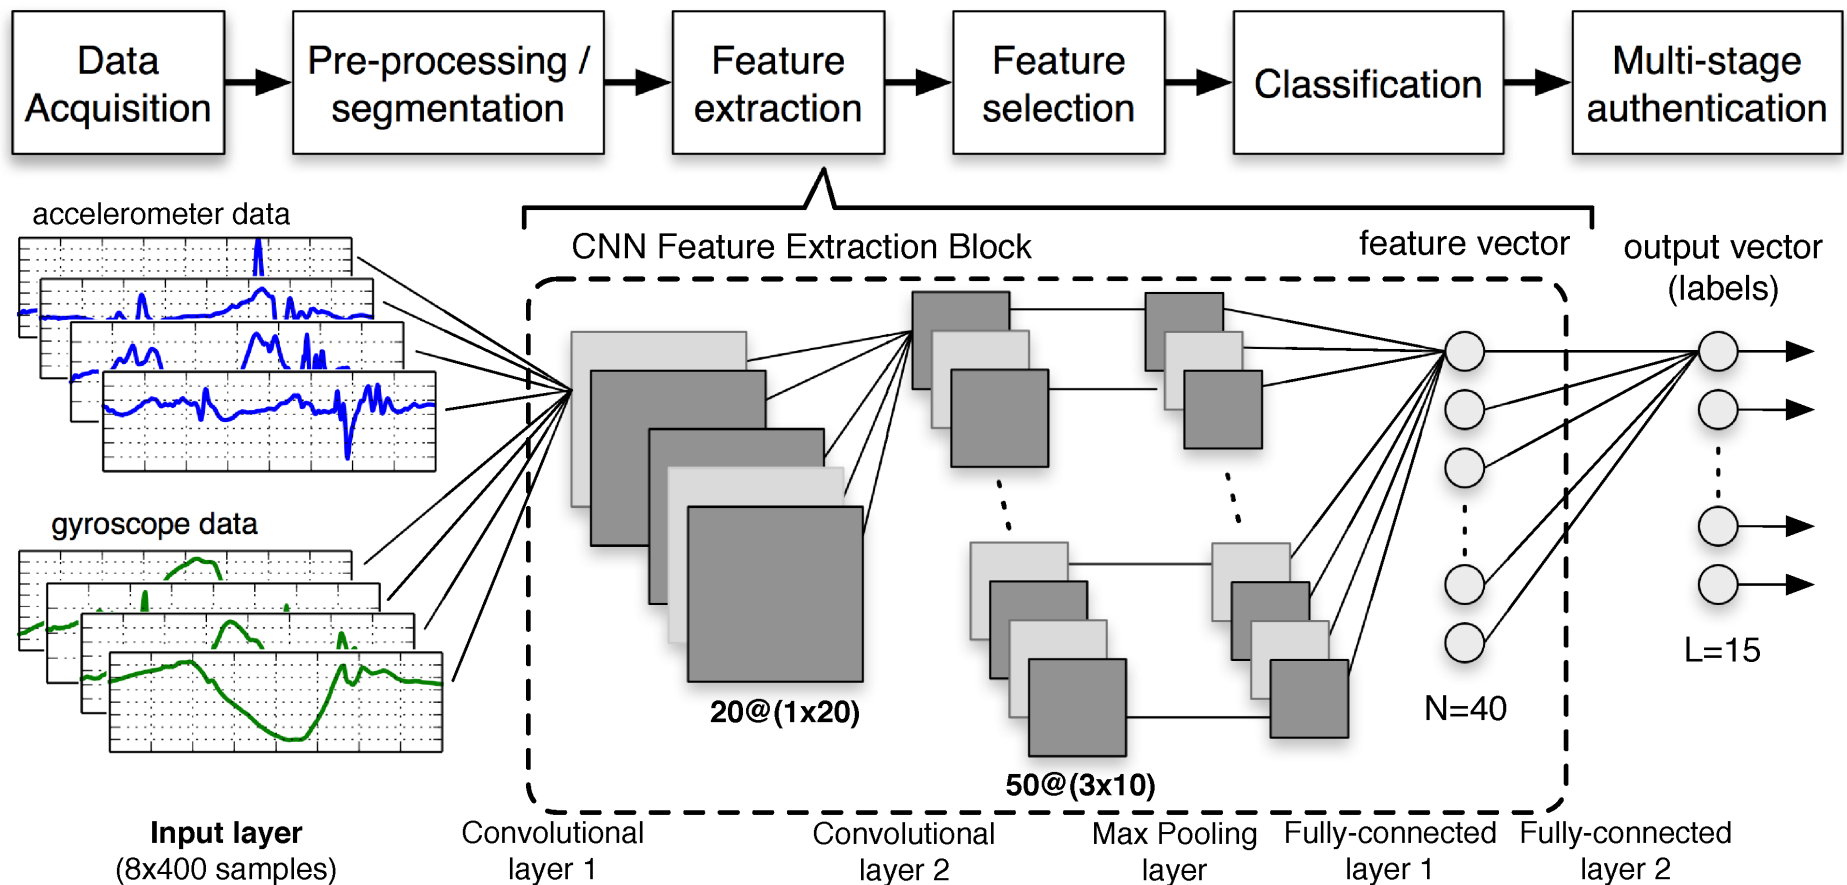 Data
Acquisition
Pre-processing /
segmentation
Feature
extraction
Feature
selection
Classification
Multi-stage
authentication
accelerometer data
CNN Feature Extraction Block
feature vector
output vector
(labels)
gyroscope data
L=15
N=40
20@(1x20)
50@(3x10)
Input layer
(8x400 samples)
Convolutional
layer 1
Convolutional
layer 2
Max Pooling
layer
Fully-connected
layer 1
Fully-connected
layer 2